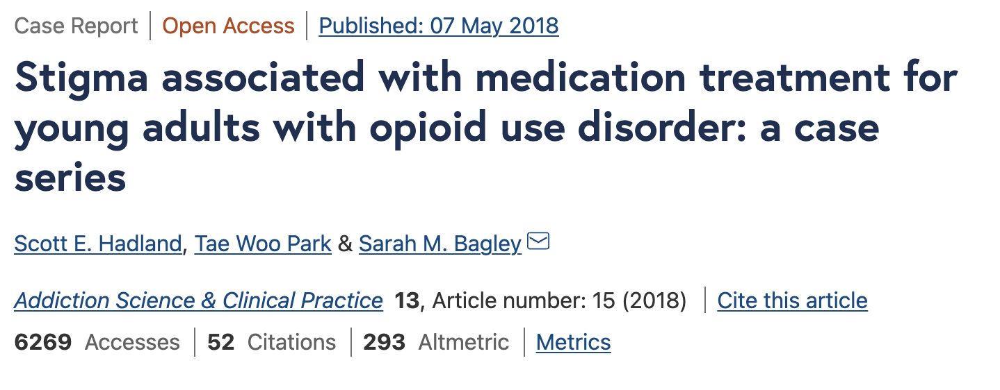 Case Report | Open Access | Published: 07 May 2018
Stigma associated with medication treatment for
young adults with opioid use disorder: a case
series
Scott E. Hadland, Tae Woo Park & Sarah M. Bagley
Addiction Science & Clinical Practice 13, Article number: 15 (2018) | Cite this article
6269 Accesses | 52 Citations | 293 Altmetric | Metrics